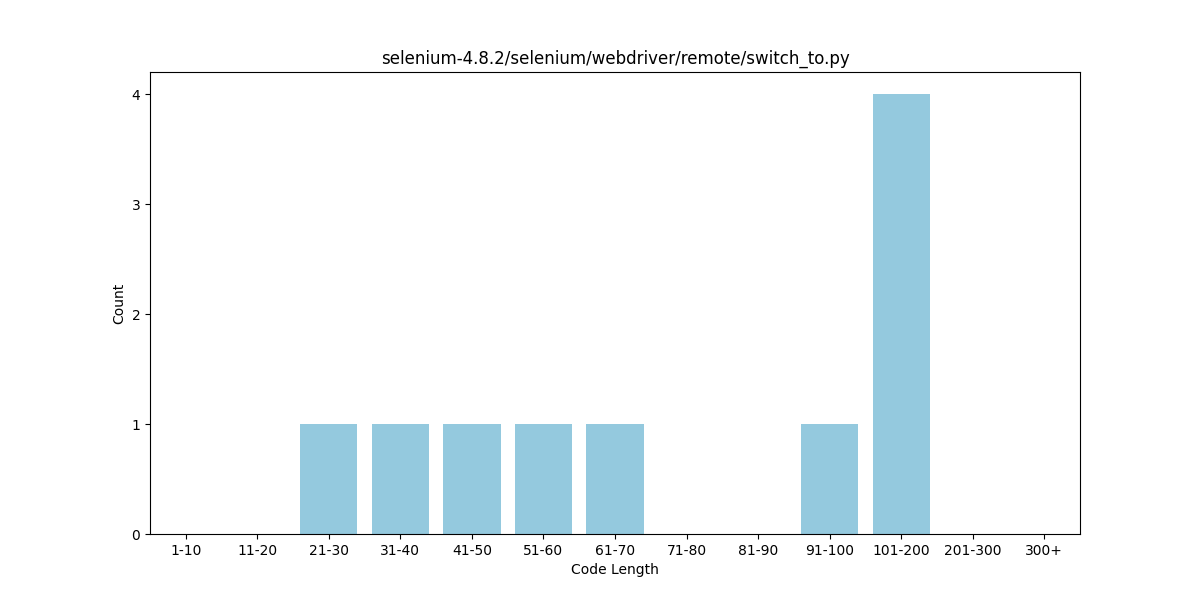 selenium-4.8.2/selenium/webdriver/remote/switch_to.py
4
3
2
1
0
Count
1-10 11-20 21-30 31-40 41-50 51-60 61-70 71-80 81-90 91-100 101-200 201-300 300+
Code Length